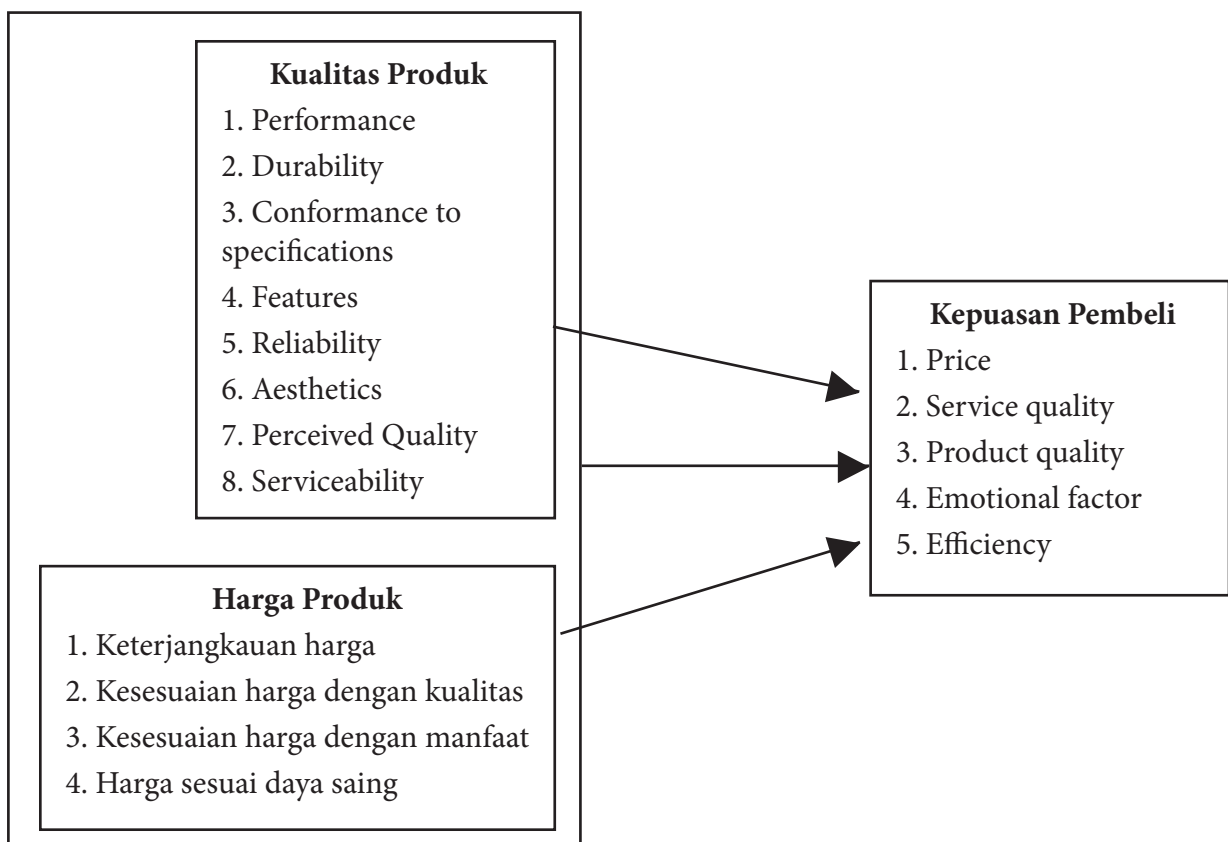 Kualitas Produk
1. Performance
2. Durability
3. Conformance to
specifications
4. Features
5. Reliability
6. Aesthetics
7. Perceived Quality
8. Serviceability
Harga Produk
1. Keterjangkauan harga
2. Kesesuaian harga dengan kualitas
3. Kesesuaian harga dengan manfaat
4. Harga sesuai daya saing
Kepuasan Pembeli
1. Price
2. Service quality
3. Product quality
4. Emotional factor
5. Efficiency